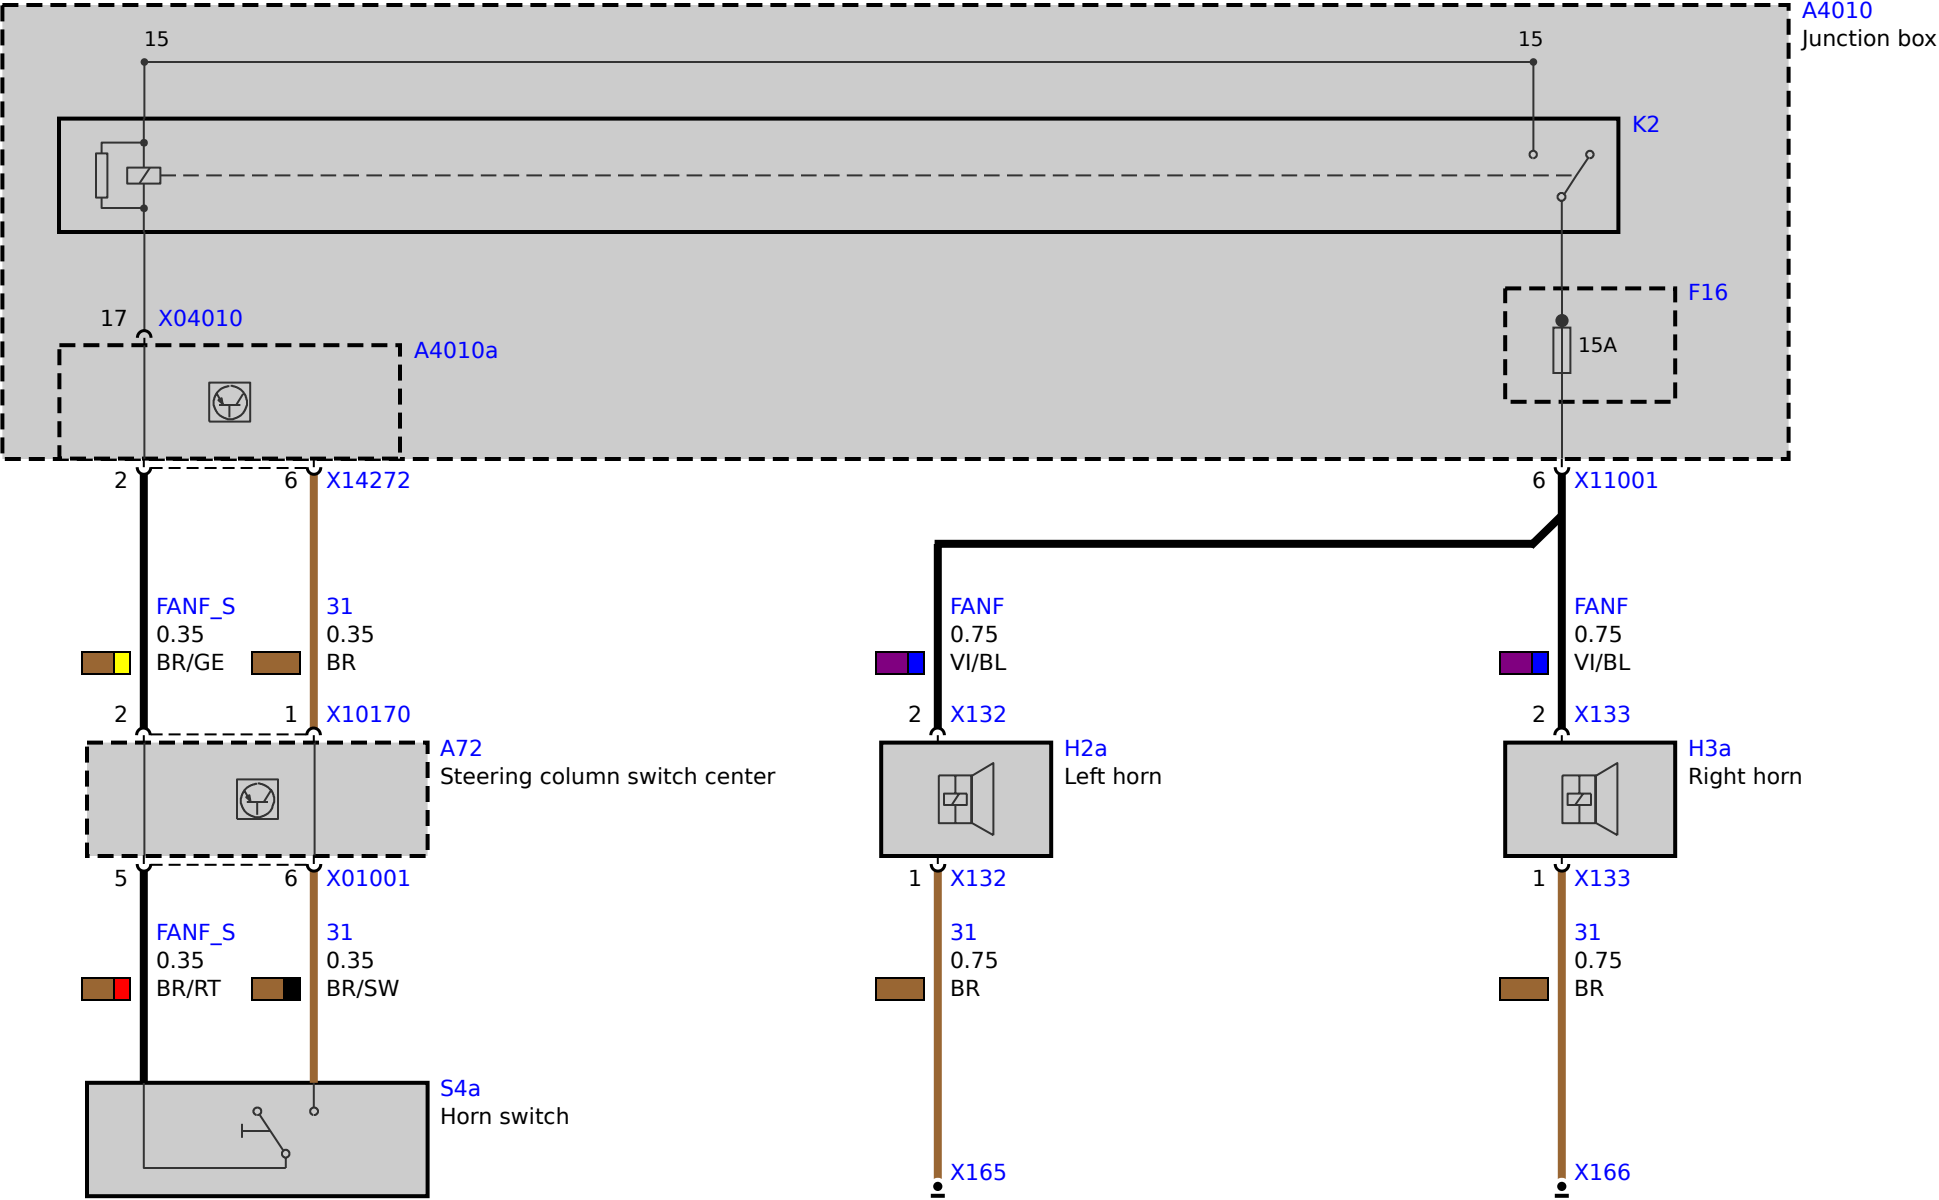 A4010
Junction box
15
15
K2
17
X04010
A4010a
F16
15A
2
6
X14272
6
X11001
FANF_S
0.35
BR/GE
31
0.35
BR
FANF
0.75
VI/BL
FANF
0.75
VI/BL
2
1
X10170
2
X132
2
X133
A72
Steering column switch center
H2a
Left horn
H3a
Right horn
5
6
X01001
1
X132
1
X133
FANF_S
0.35
BR/RT
31
0.35
BR/SW
31
0.75
BR
31
0.75
BR
S4a
Horn switch
X165
X166